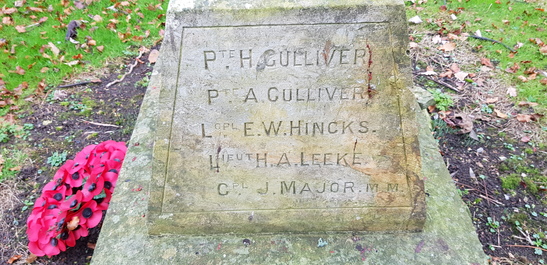 PTE H. GULLIVER
PTE A. GULLIVER.
LCPL E.W. HINCKS.
LIEUT H.A. LEEKE.
CPL J. MAJOR. M.M.